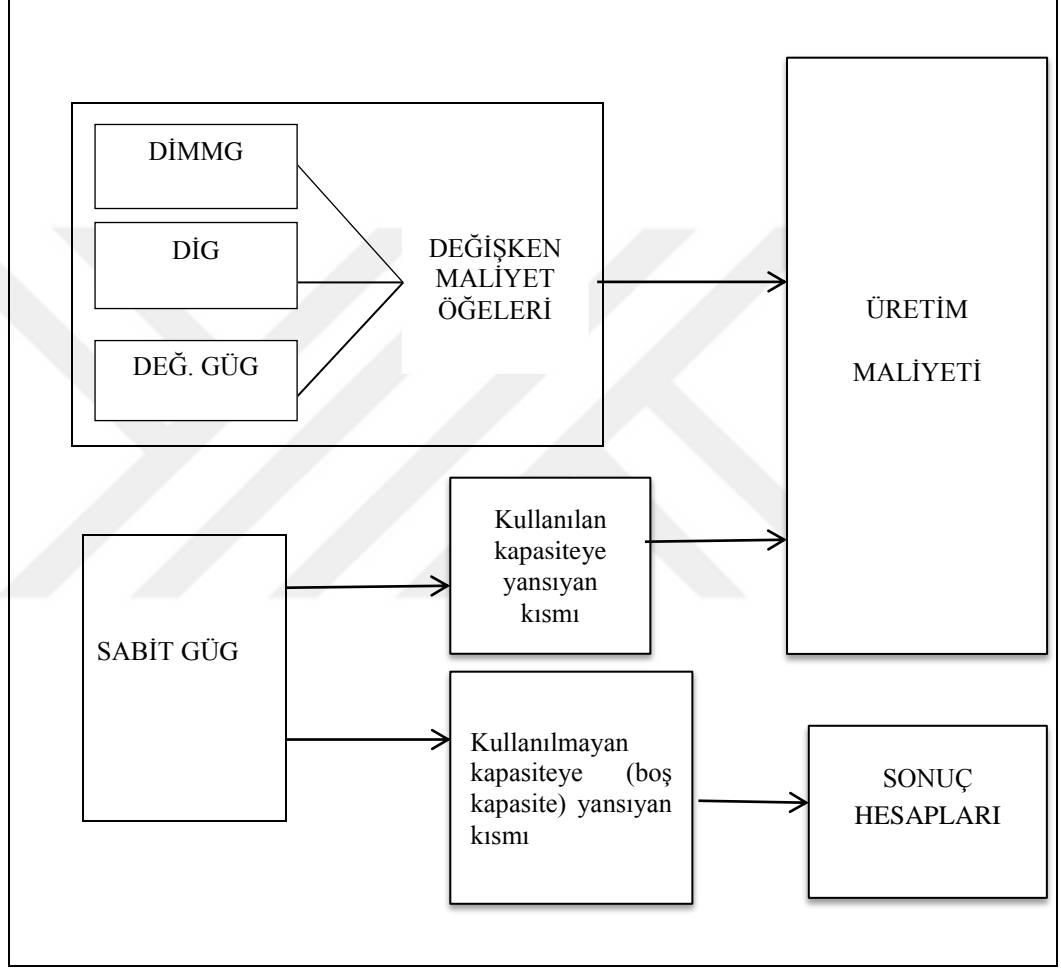 DİMMG
DİG
DEĞ. GÜG
DEĞİŞKEN
MALİYET
ÖĞELERİ
ÜRETİM
MALİYETİ
SABİT GÜG
Kullanılan
kapasiteye
yansıyan
kısmı
Kullanılmayan
kapasiteye (boş
kapasite) yansıyan
kısmı
SONUÇ
HESAPLARI